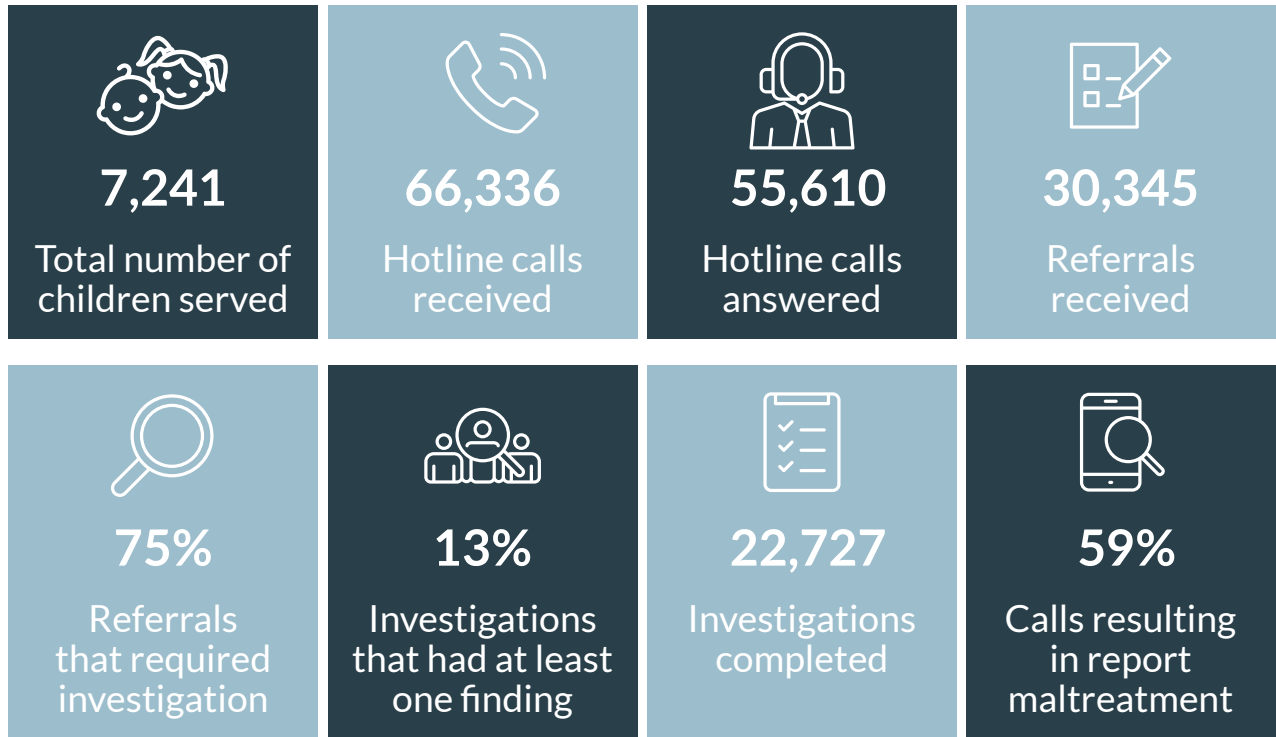 7,241
Total number of
children served
66,336
Hotline calls
received
55,610
Hotline calls
answered
30,345
Referrals
received
75%
Referrals
that required
investigation
13%
Investigations
that had at least
one finding
22,727
Investigations
completed
59%
Calls resulting
in report
maltreatment